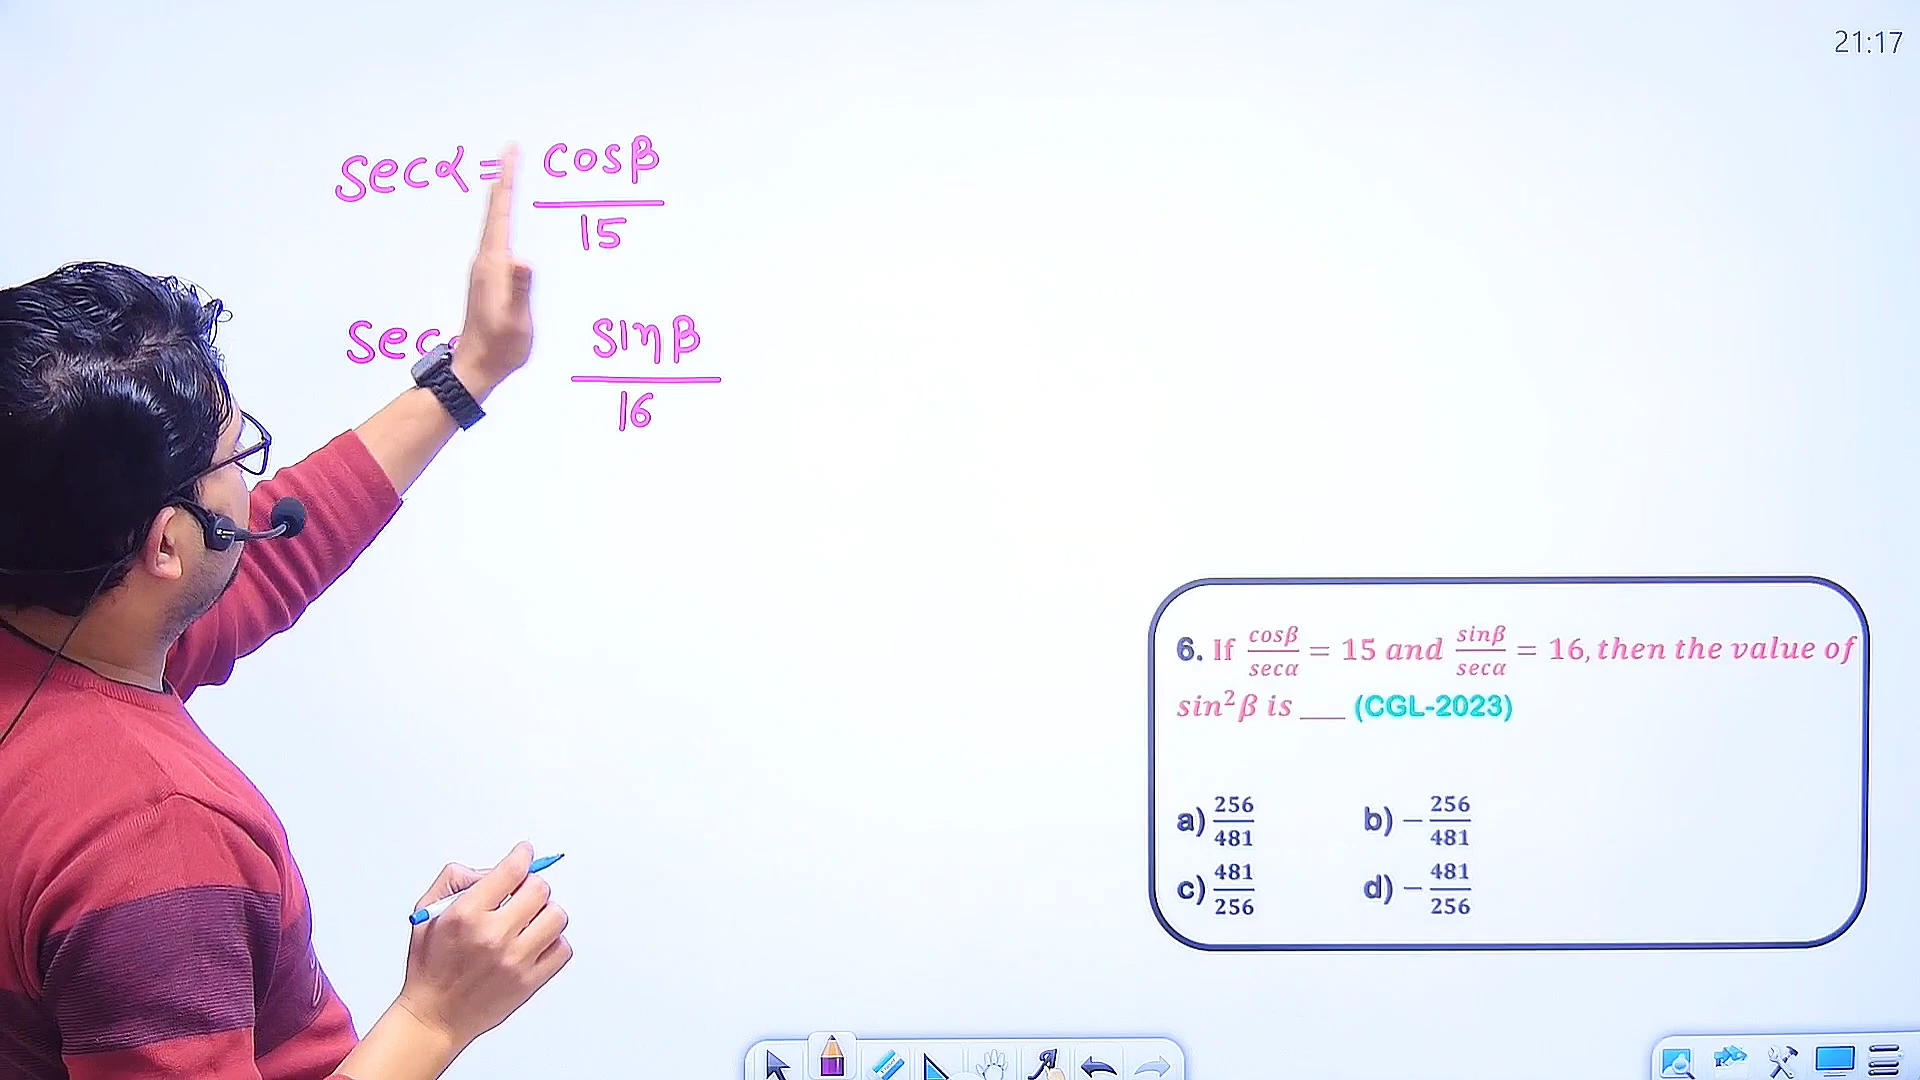 21:17
secα = cosβ
15
sinβ
16
6. If cosβ/secα = 15 and sinβ/secα = 16, then the value of
sin²β is ___ (CGL-2023)
a) 256/481 b) −256/481
c) 481/256 d) −481/256